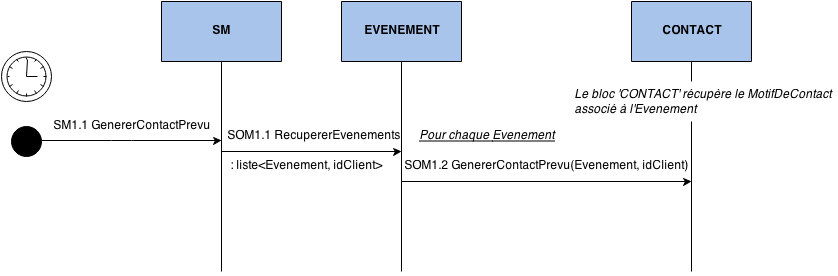 SM
EVENEMENT
CONTACT
Le bloc 'CONTACT' récupère le MotifDeContact
associé à l'Evenement
SM1.1 GenererContactPrevu
SOM1.1 RecupererEvenements
Pour chaque Evenement
: liste<Evenement, idClient>
SOM1.2 GenererContactPrevu(Evenement, idClient)